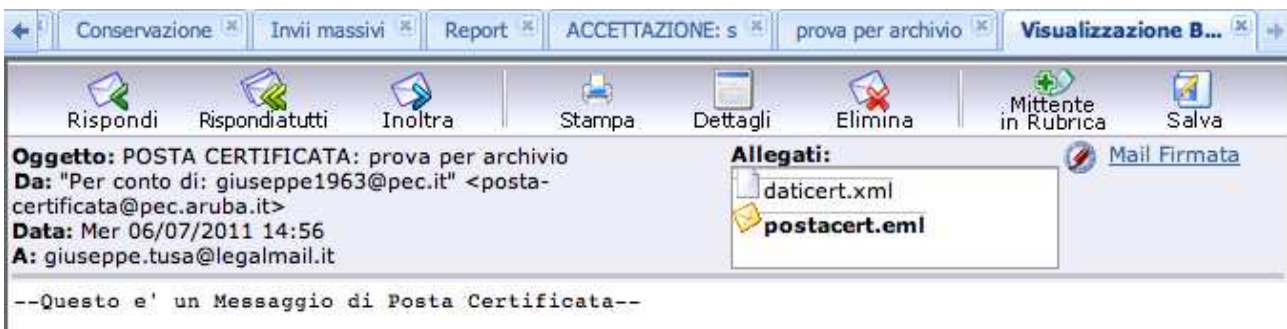 Conservazione Invii massivi Report ACCETTAZIONE: s prova per archivio Visualizzazione B...
Rispondi Rispondiatutti Inoltra Stampa Dettagli Elimina Mittente in Rubrica Salva
Oggetto: POSTA CERTIFICATA: prova per archivio
Da: "Per conto di: giuseppe1963@pec.it" <posta-
certificata@pec.aruba.it>
Data: Mer 06/07/2011 14:56
A: giuseppe.tusa@legalmail.it
Allegati:
daticert.xml
postacert.eml
Mail Firmata
--Questo e' un Messaggio di Posta Certificata--